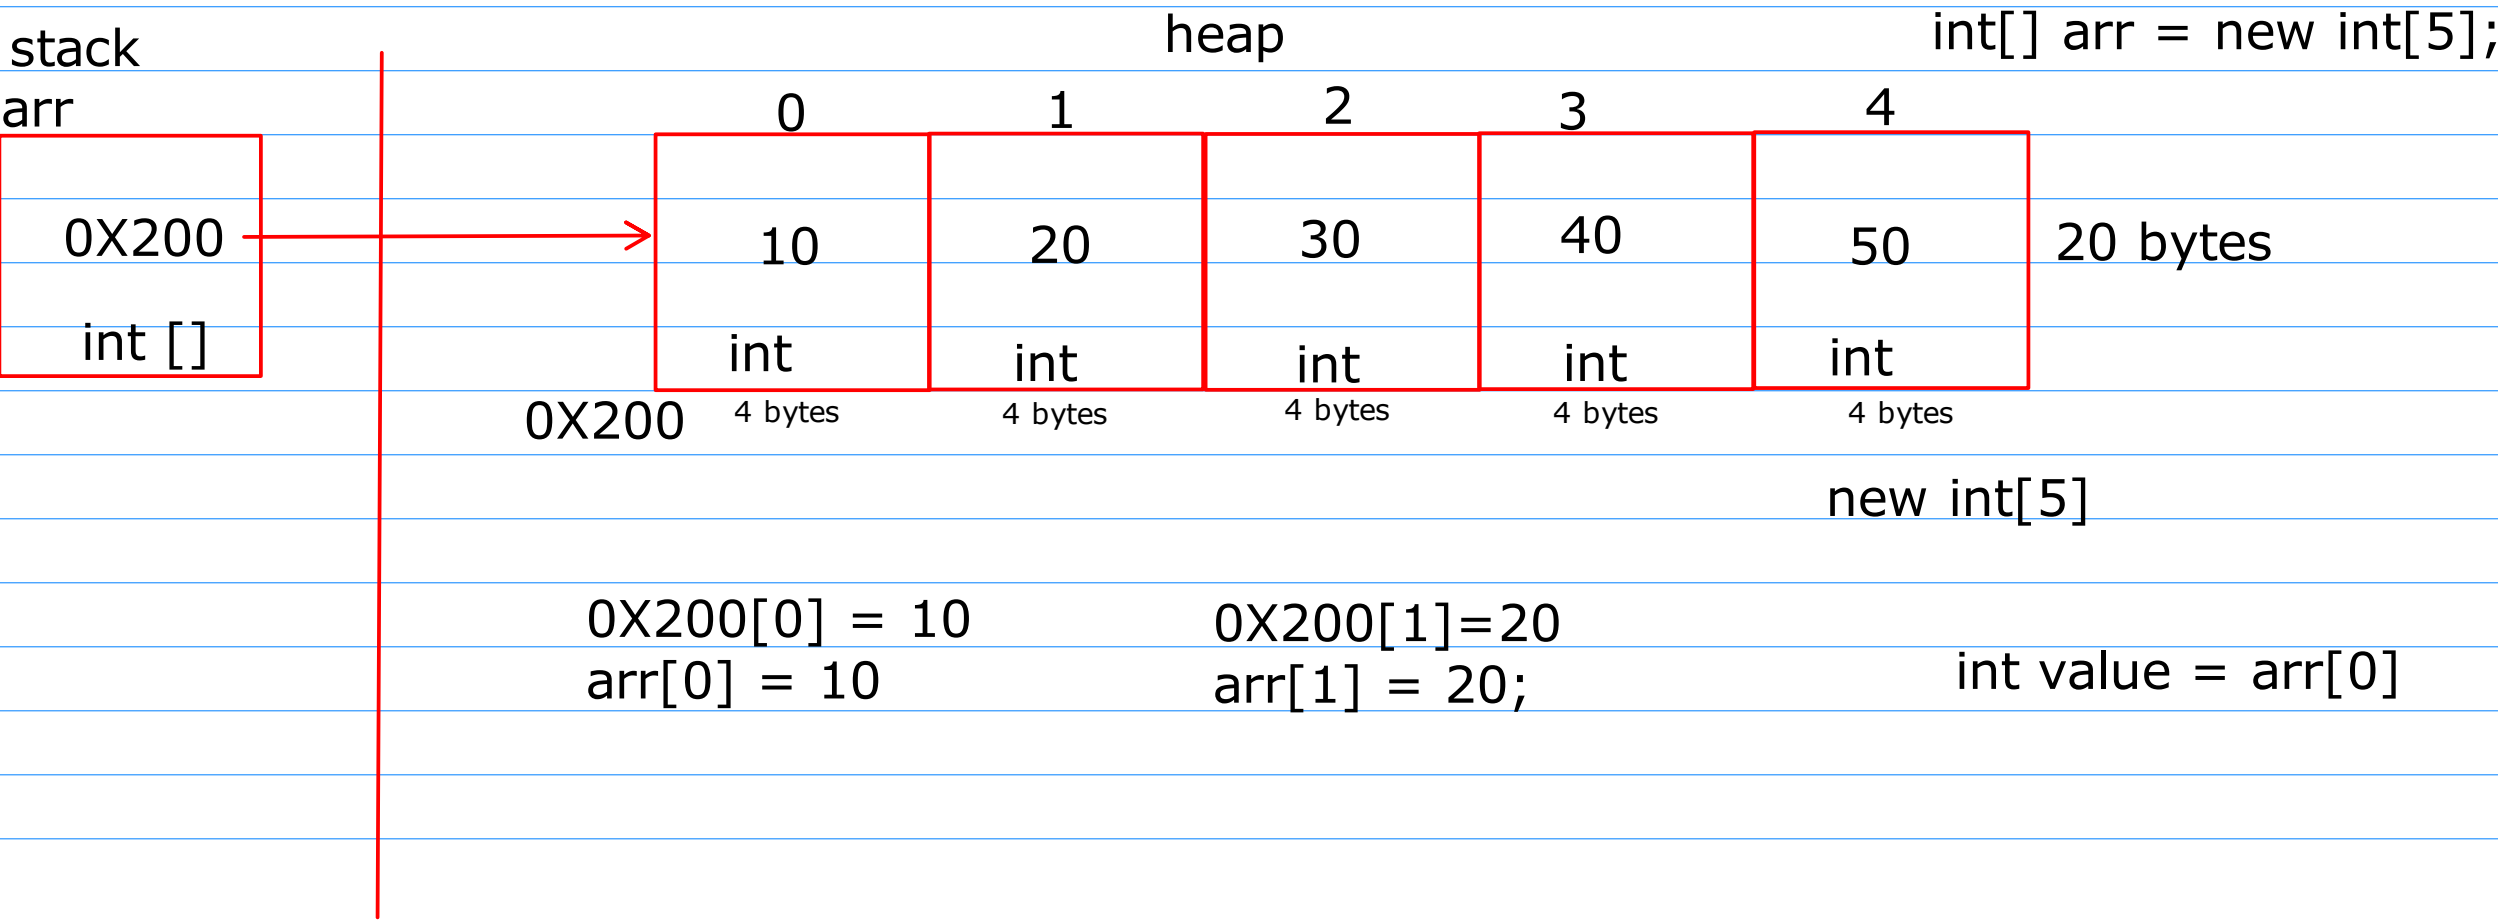 stack
heap
int[] arr = new int[5];
arr
0 1 2 3 4
0X200
10 20 30 40 50 20 bytes
int []
int int int int int
0X200
4 bytes 4 bytes 4 bytes 4 bytes 4 bytes
new int[5]
0X200[0] = 10
arr[0] = 10
0X200[1]=20
arr[1] = 20;
int value = arr[0]